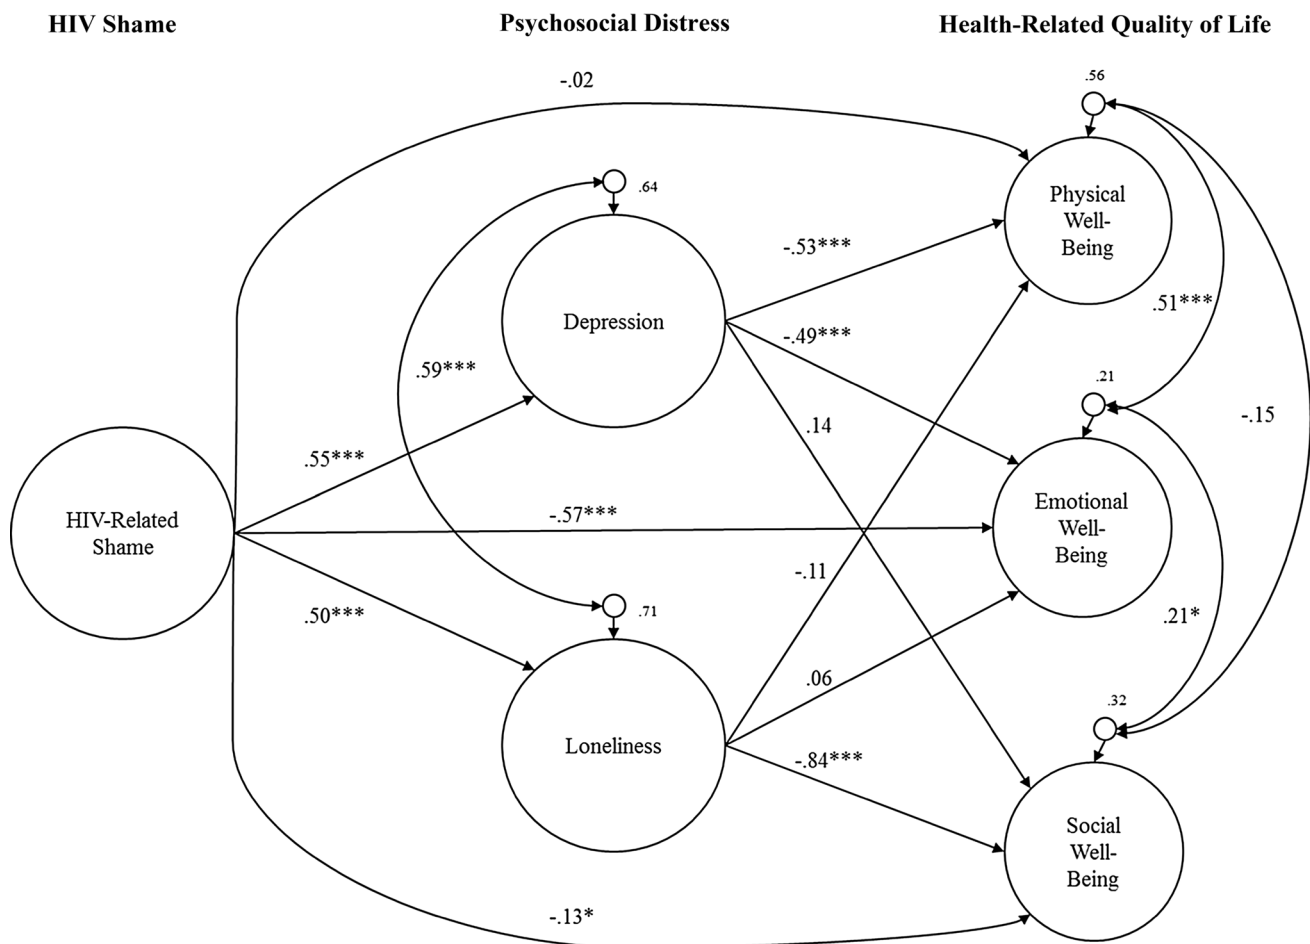 HIV Shame
Psychosocial Distress
Health-Related Quality of Life
-.02
.56
.64
Physical
Well-
Being
-.53***
.51***
Depression
-.49***
.59***
.21
-.15
.14
.55***
HIV-Related
Shame
-.57***
Emotional
Well-
Being
-.11
.50***
.71
.21*
.06
.32
Loneliness
-.84***
Social
Well-
Being
-.13*